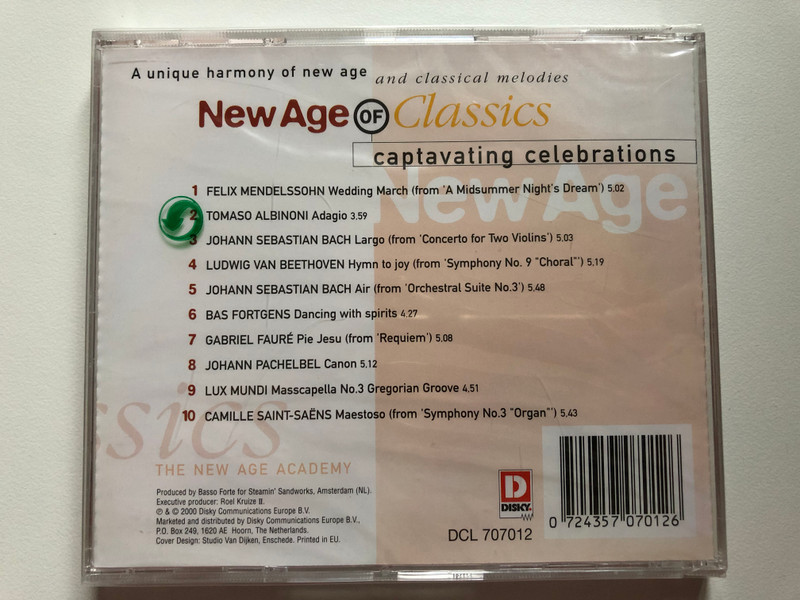 A unique harmony of new age and classical melodies
New Age OF Classics
captavating celebrations
New Age
1 FELIX MENDELSSOHN Wedding March (from 'A Midsummer Night's Dream') 5.02
2 TOMASO ALBINONI Adagio 3.59
3 JOHANN SEBASTIAN BACH Largo (from 'Concerto for Two Violins') 5.03
4 LUDWIG VAN BEETHOVEN Hymn to joy (from 'Symphony No. 9 "Choral"') 5.19
5 JOHANN SEBASTIAN BACH Air (from 'Orchestral Suite No.3') 5.48
6 BAS FORTGENS Dancing with spirits 4.27
7 GABRIEL FAURÉ Pie Jesu (from 'Requiem') 5.08
8 JOHANN PACHELBEL Canon 5.12
9 LUX MUNDI Masscapella No.3 Gregorian Groove 4.51
10 CAMILLE SAINT-SAËNS Maestoso (from 'Symphony No.3 "Organ"') 5.43
ssics
THE NEW AGE ACADEMY
Produced by Basso Forte for Steamin' Sandworks, Amsterdam (NL).
Executive producer: Roel Kruize II.
℗ & © 2000 Disky Communications Europe B.V.
Marketed and distributed by Disky Communications Europe B.V.,
P.O. Box 249, 1620 AE Hoorn, The Netherlands.
Cover Design: Studio Van Dijken, Enschede. Printed in EU.
D
DISKY.
DCL 707012
0 724357 070126